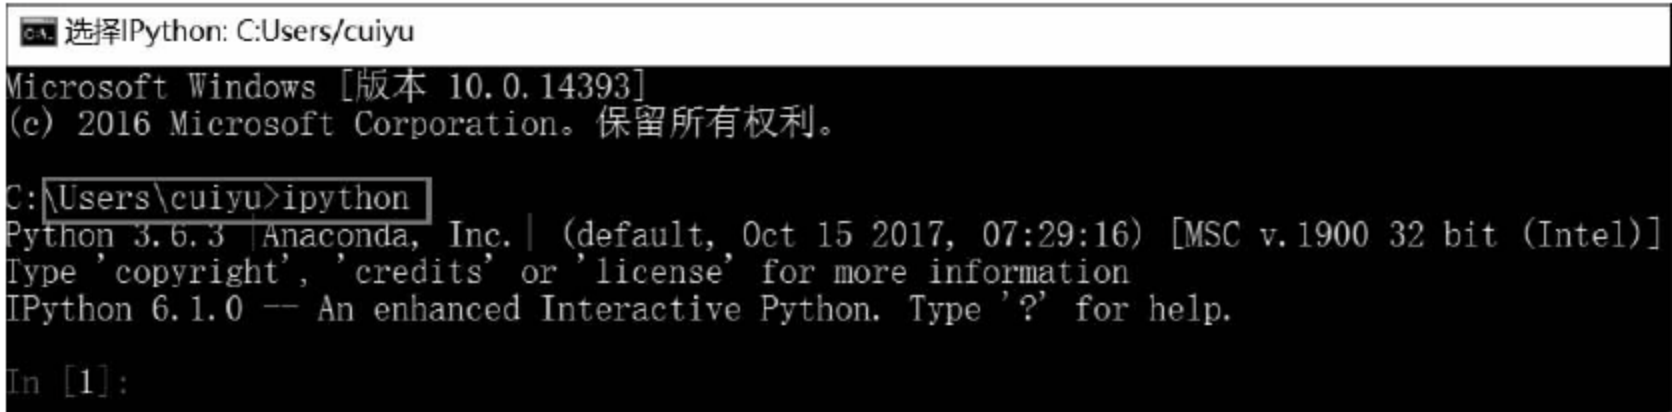 选择IPython: C:Users/cuiyu
Microsoft Windows [版本 10.0.14393]
(c) 2016 Microsoft Corporation。保留所有权利。
C:\Users\cuiyu>ipython
Python 3.6.3 |Anaconda, Inc.| (default, Oct 15 2017, 07:29:16) [MSC v.1900 32 bit (Intel)]
Type 'copyright', 'credits' or 'license' for more information
IPython 6.1.0 -- An enhanced Interactive Python. Type '?' for help.
In [1]: